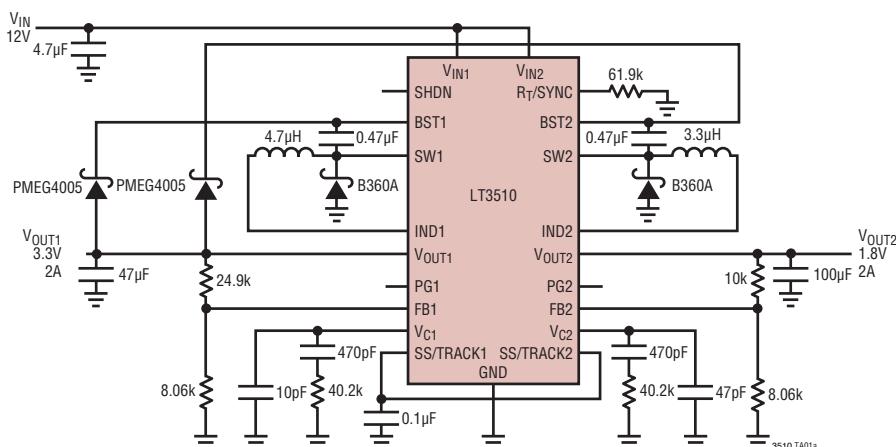 VIN
12V
4.7µF
VIN1
VIN2
SHDN
RT/SYNC
61.9k
BST1
BST2
4.7µH
0.47µF
0.47µF
3.3µH
SW1
SW2
PMEG4005
PMEG4005
B360A
LT3510
B360A
IND1
IND2
VOUT1
3.3V
2A
VOUT1
VOUT2
VOUT2
1.8V
2A
47µF
24.9k
10k
100µF
PG1
PG2
FB1
FB2
VC1
VC2
470pF
SS/TRACK1
SS/TRACK2
470pF
GND
8.06k
10pF
40.2k
0.1µF
40.2k
47pF
8.06k
3510 TA01a